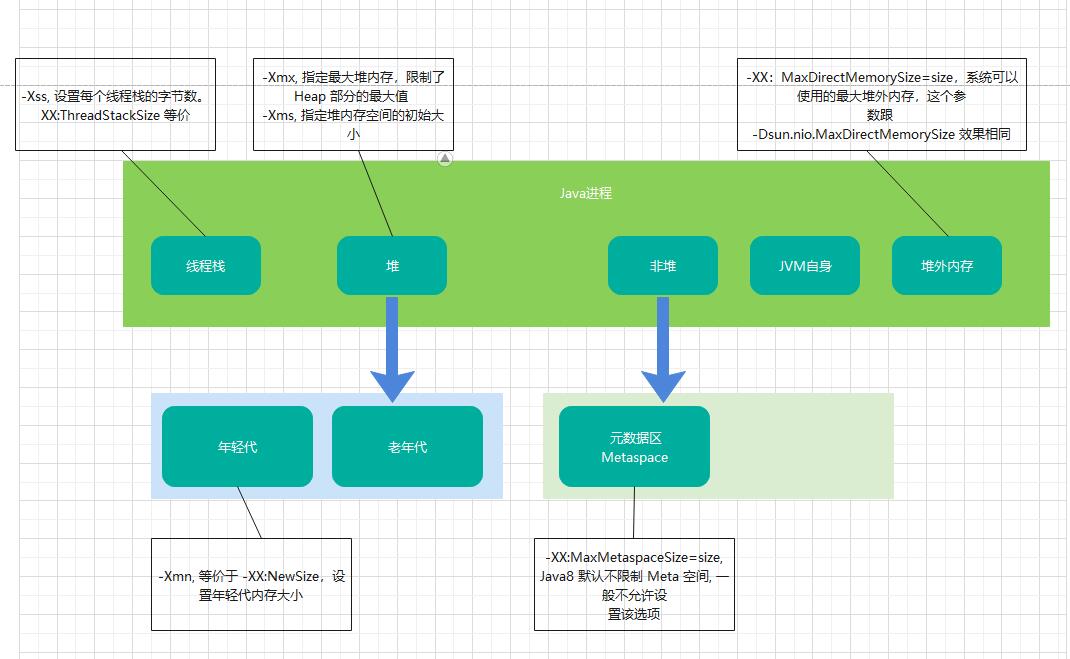 -Xss, 设置每个线程栈的字节数。
XX:ThreadStackSize 等价
-Xmx, 指定最大堆内存，限制了
Heap 部分的最大值
-Xms, 指定堆内存空间的初始大
小
-XX：MaxDirectMemorySize=size，系统可以
使用的最大堆外内存，这个参
数跟
-Dsun.nio.MaxDirectMemorySize 效果相同
Java进程
线程栈
堆
非堆
JVM自身
堆外内存
年轻代
老年代
元数据区
Metaspace
-Xmn, 等价于 -XX:NewSize，设
置年轻代内存大小
-XX:MaxMetaspaceSize=size,
Java8 默认不限制 Meta 空间, 一
般不允许设
置该选项